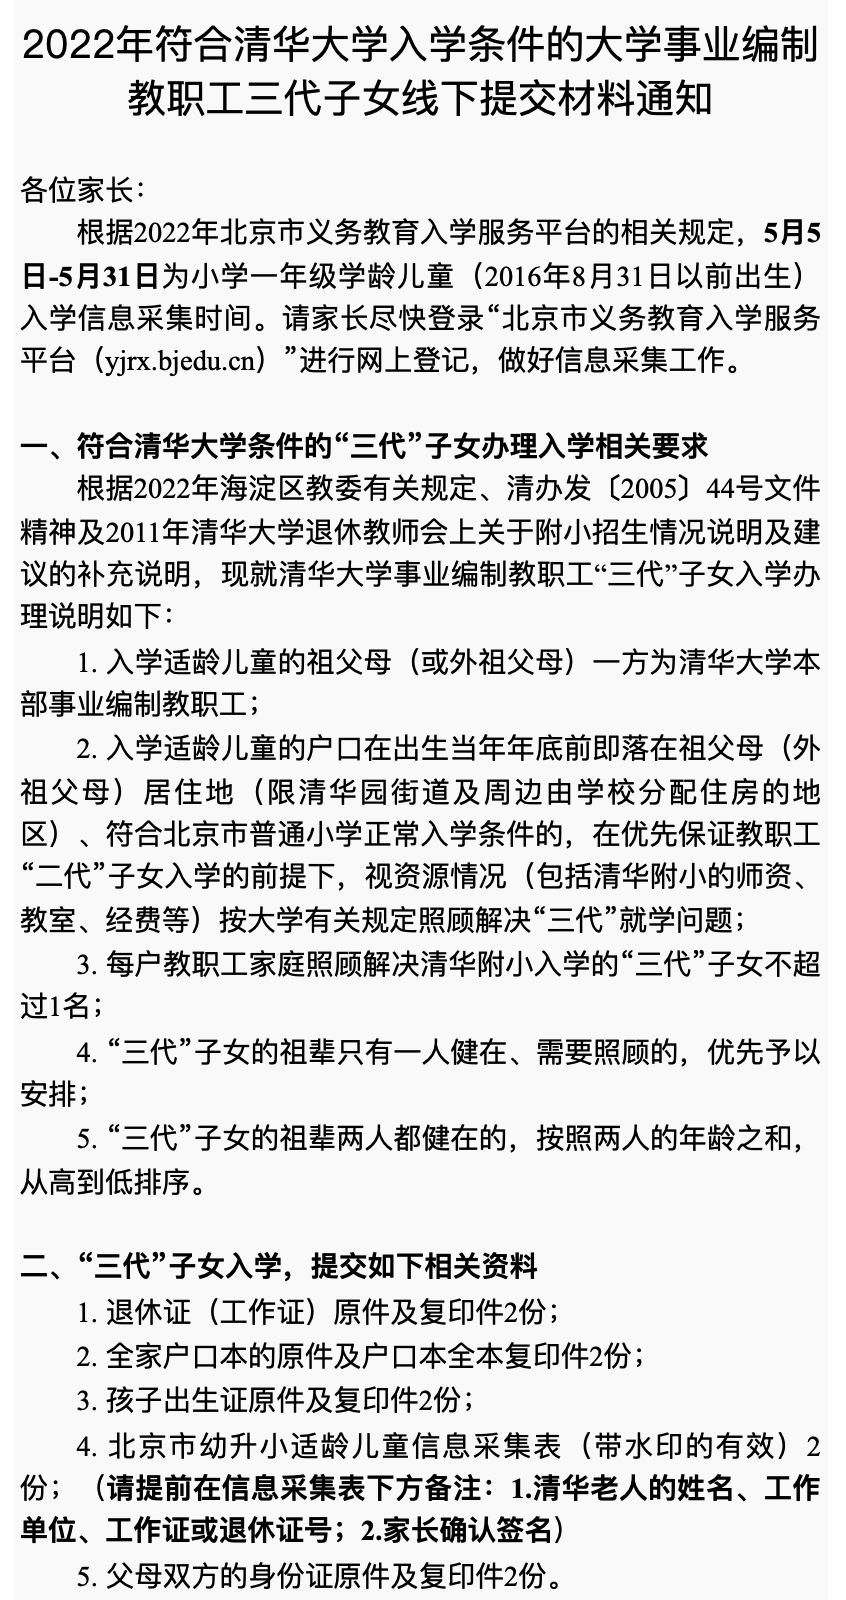 2022年符合清华大学入学条件的大学事业编制
教职工三代子女线下提交材料通知
各位家长：
根据2022年北京市义务教育入学服务平台的相关规定，5月5
日-5月31日为小学一年级学龄儿童（2016年8月31日以前出生）
入学信息采集时间。请家长尽快登录“北京市义务教育入学服务
平台（yjrx.bjedu.cn）”进行网上登记，做好信息采集工作。
一、符合清华大学条件的“三代”子女办理入学相关要求
根据2022年海淀区教委有关规定、清办发〔2005〕44号文件
精神及2011年清华大学退休教师会上关于附小招生情况说明及建
议的补充说明，现就清华大学事业编制教职工“三代”子女入学办
理说明如下：
1. 入学适龄儿童的祖父母（或外祖父母）一方为清华大学本
部事业编制教职工；
2. 入学适龄儿童的户口在出生当年年底前即落在祖父母（外
祖父母）居住地（限清华园街道及周边由学校分配住房的地
区）、符合北京市普通小学正常入学条件的，在优先保证教职工
“二代”子女入学的前提下，视资源情况（包括清华附小的师资、
教室、经费等）按大学有关规定照顾解决“三代”就学问题；
3. 每户教职工家庭照顾解决清华附小入学的“三代”子女不超
过1名；
4. “三代”子女的祖辈只有一人健在、需要照顾的，优先予以
安排；
5. “三代”子女的祖辈两人都健在的，按照两人的年龄之和，
从高到低排序。
二、“三代”子女入学，提交如下相关资料
1. 退休证（工作证）原件及复印件2份；
2. 全家户口本的原件及户口本全本复印件2份；
3. 孩子出生证原件及复印件2份；
4. 北京市幼升小适龄儿童信息采集表（带水印的有效）2
份；（请提前在信息采集表下方备注：1.清华老人的姓名、工作
单位、工作证或退休证号；2.家长确认签名）
5. 父母双方的身份证原件及复印件2份。